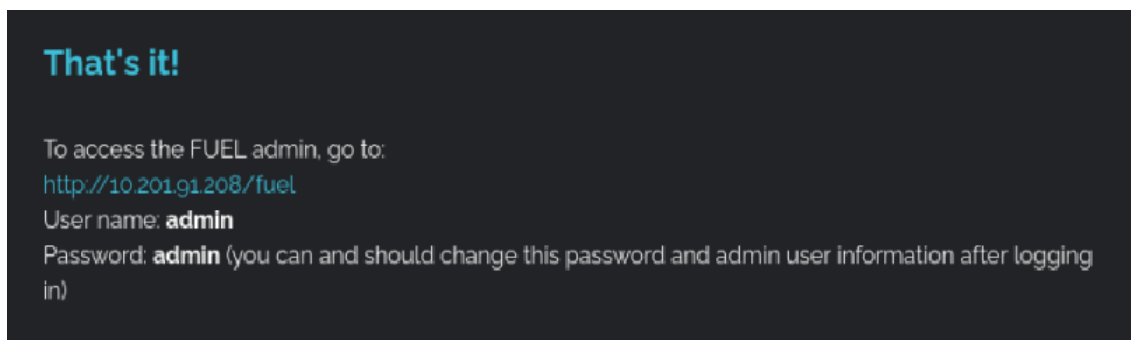 That's it!
To access the FUEL admin, go to:
http://10.201.91.208/fuel
User name: admin
Password: admin (you can and should change this password and admin user information after logging
in)